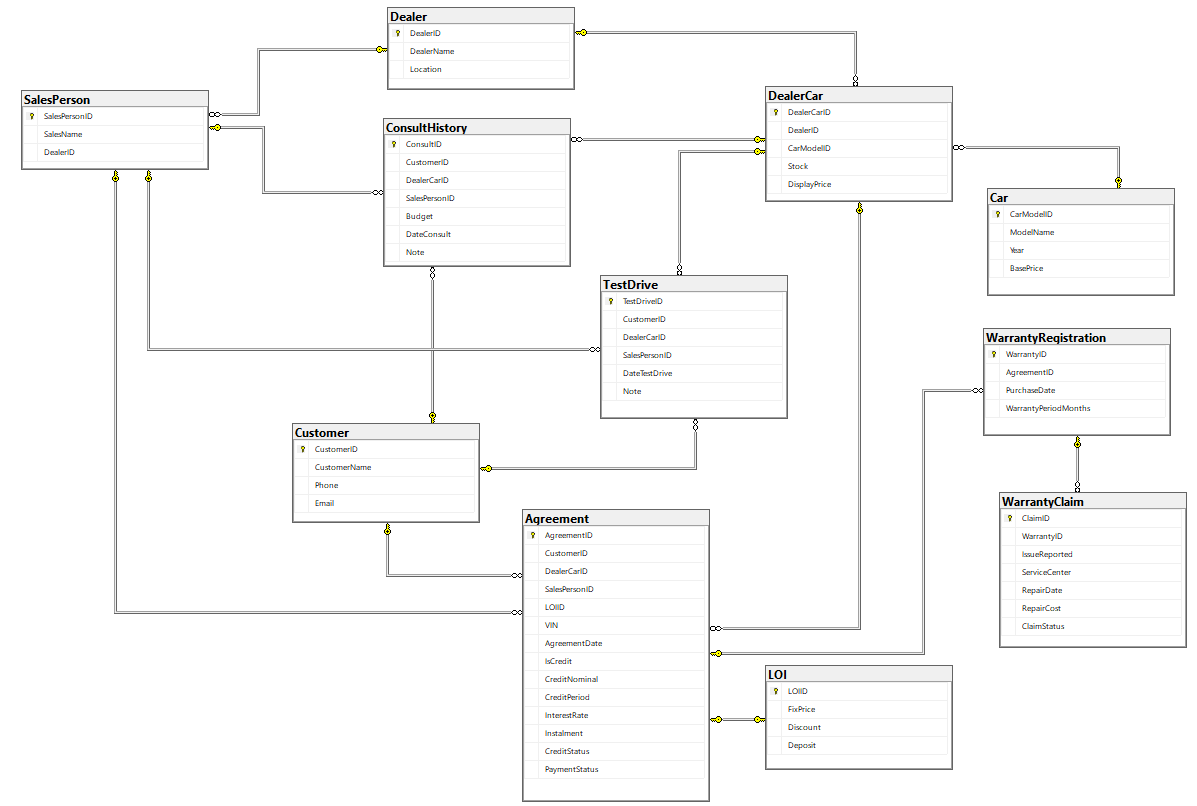 Dealer
DealerID
DealerName
Location
SalesPerson
SalesPersonID
SalesName
DealerID
ConsultHistory
ConsultID
CustomerID
DealerCarID
SalesPersonID
Budget
DateConsult
Note
DealerCar
DealerCarID
DealerID
CarModelID
Stock
DisplayPrice
Car
CarModelID
ModelName
Year
BasePrice
TestDrive
TestDriveID
CustomerID
DealerCarID
SalesPersonID
DateTestDrive
Note
WarrantyRegistration
WarrantyID
AgreementID
PurchaseDate
WarrantyPeriodMonths
Customer
CustomerID
CustomerName
Phone
Email
WarrantyClaim
ClaimID
WarrantyID
IssueReported
ServiceCenter
RepairDate
RepairCost
ClaimStatus
Agreement
AgreementID
CustomerID
DealerCarID
SalesPersonID
LOIID
VIN
AgreementDate
IsCredit
CreditNominal
CreditPeriod
InterestRate
Instalment
CreditStatus
PaymentStatus
LOI
LOIID
FixPrice
Discount
Deposit